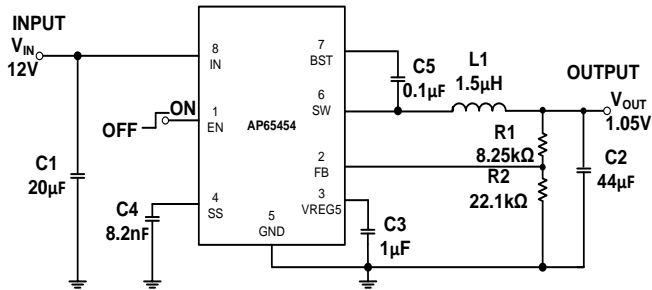 INPUT
VIN
12V
C1
20µF
OFF
ON
C4
8.2nF
8
IN
1
EN
4
SS
AP65454
5
GND
7
BST
6
SW
2
FB
3
VREG5
C5
0.1µF
L1
1.5µH
C3
1µF
R1
8.25kΩ
R2
22.1kΩ
OUTPUT
VOUT
1.05V
C2
44µF